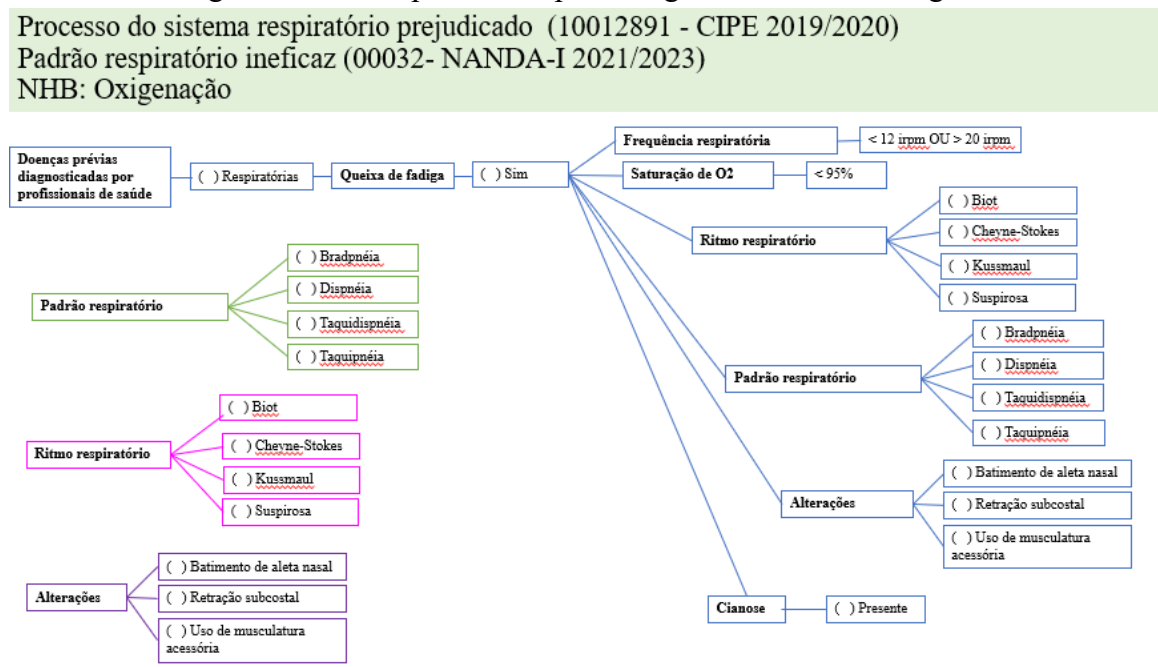 Processo do sistema respiratório prejudicado (10012891 - CIPE 2019/2020)
Padrão respiratório ineficaz (00032- NANDA-I 2021/2023)
NHB: Oxigenação
Doenças prévias
diagnosticadas por
profissionais de saúde
( ) Respiratórias
Queixa de fadiga
( ) Sim
Frequência respiratória
< 12 irpm OU > 20 irpm
Saturação de O2
< 95%
Ritmo respiratório
( ) Biot
( ) Cheyne-Stokes
( ) Kussmaul
( ) Suspirosa
Padrão respiratório
( ) Bradpnéia
( ) Dispnéia
( ) Taquidispnéia
( ) Taquipnéia
Alterações
( ) Batimento de aleta nasal
( ) Retração subcostal
( ) Uso de musculatura
acessória
Cianose
( ) Presente
Padrão respiratório
( ) Bradpnéia
( ) Dispnéia
( ) Taquidispnéia
( ) Taquipnéia
Ritmo respiratório
( ) Biot
( ) Cheyne-Stokes
( ) Kussmaul
( ) Suspirosa
Alterações
( ) Batimento de aleta nasal
( ) Retração subcostal
( ) Uso de musculatura
acessória